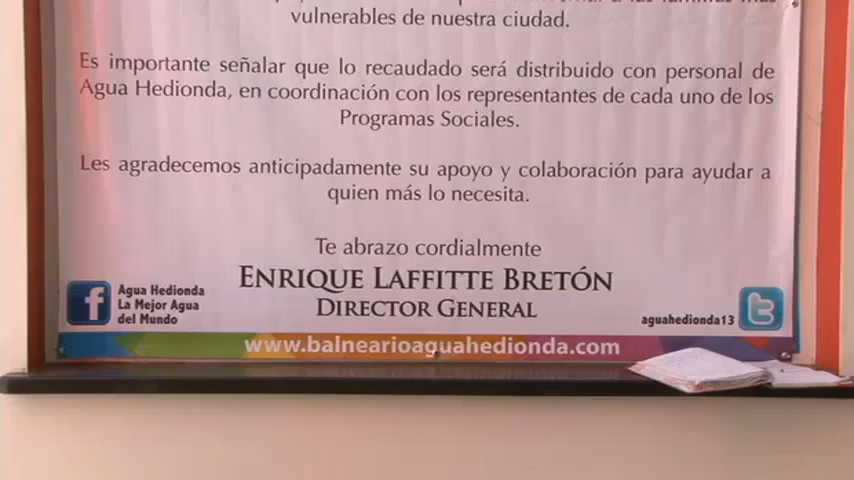 vulnerables de nuestra ciudad.
Es importante señalar que lo recaudado será distribuido con personal de
Agua Hedionda, en coordinación con los representantes de cada uno de los
Programas Sociales.
Les agradecemos anticipadamente su apoyo y colaboración para ayudar a
quien más lo necesita.
Te abrazo cordialmente
ENRIQUE LAFFITTE BRETÓN
DIRECTOR GENERAL
Agua Hedionda
La Mejor Agua
del Mundo
aguahedionda13
www.balnearioaguahedionda.com